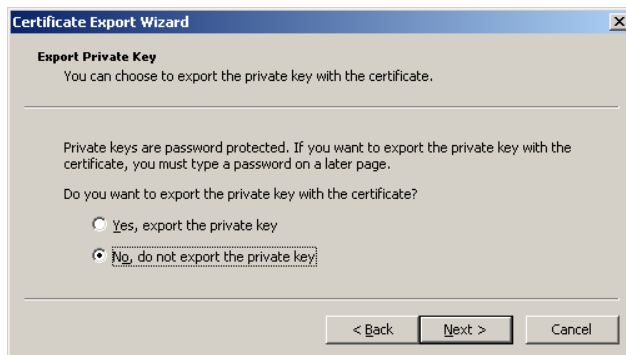 Certificate Export Wizard
Export Private Key
You can choose to export the private key with the certificate.
Private keys are password protected. If you want to export the private key with the
certificate, you must type a password on a later page.
Do you want to export the private key with the certificate?
Yes, export the private key
No, do not export the private key
< Back
Next >
Cancel